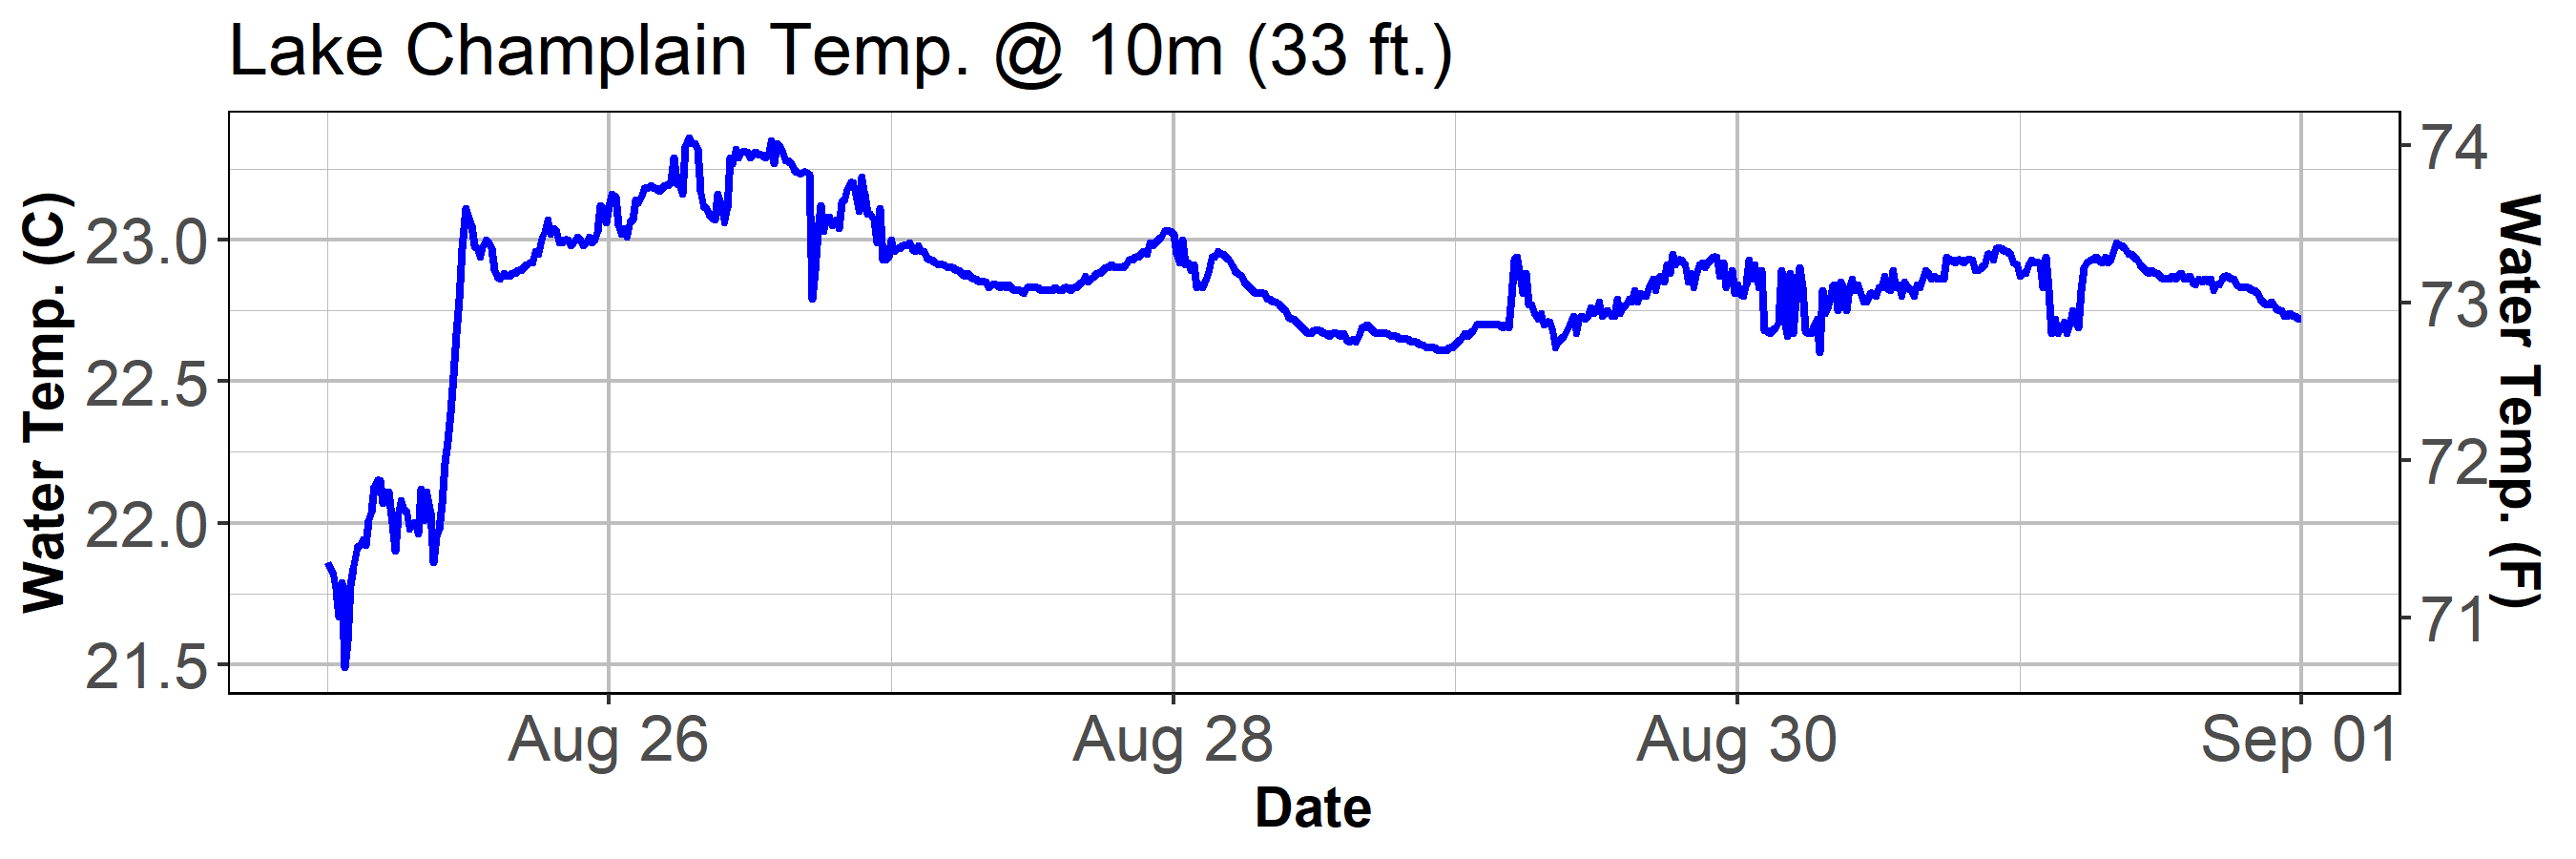 Lake Champlain Temp. @ 10m (33 ft.)
Water Temp. (C)
23.0
22.5
22.0
21.5
74
73
72
71
Water Temp. (F)
Aug 26
Aug 28
Aug 30
Sep 01
Date